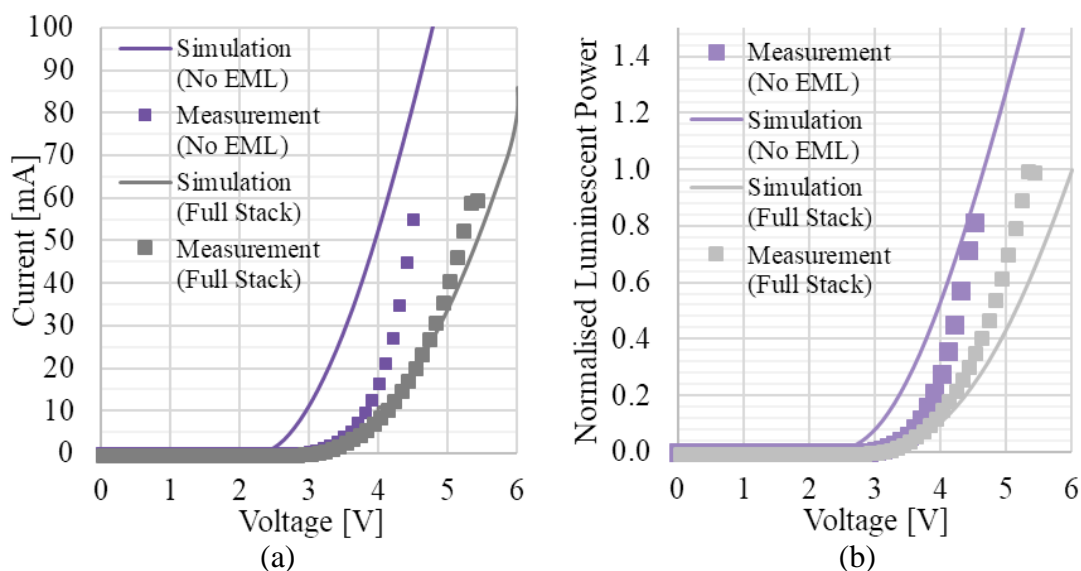 100
90
80
70
60
50
40
30
20
10
0
Current [mA]
Simulation
(No EML)
Measurement
(No EML)
Simulation
(Full Stack)
Measurement
(Full Stack)
0 1 2 3 4 5 6
Voltage [V]
(a)
1.4
1.2
1.0
0.8
0.6
0.4
0.2
0.0
Normalised Luminescent Power
Measurement
(No EML)
Simulation
(No EML)
Simulation
(Full Stack)
Measurement
(Full Stack)
0 1 2 3 4 5 6
Voltage [V]
(b)